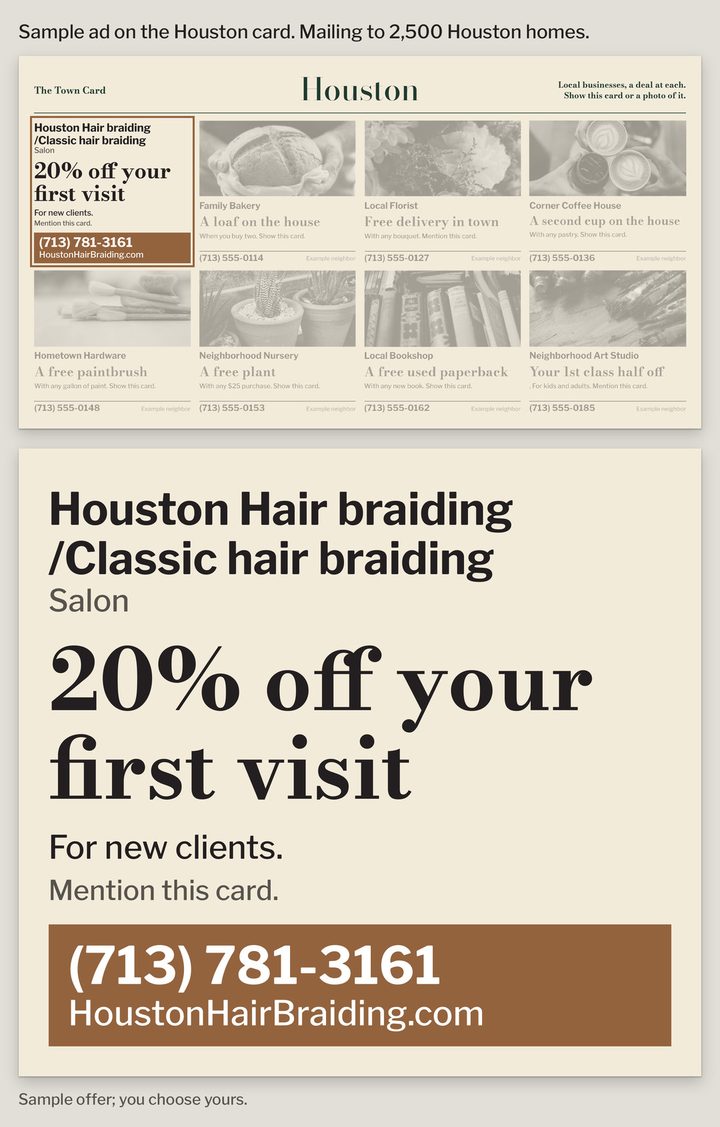 Sample ad on the Houston card. Mailing to 2,500 Houston homes.
The Town Card
Houston
Local businesses, a deal at each.
Show this card or a photo of it.
Houston Hair braiding
/Classic hair braiding
Salon
20% off your
first visit
For new clients.
Mention this card.
(713) 781-3161
HoustonHairBraiding.com
Family Bakery
A loaf on the house
When you buy two. Show this card.
(713) 555-0114
Example neighbor
Local Florist
Free delivery in town
With any bouquet. Mention this card.
(713) 555-0127
Example neighbor
Corner Coffee House
A second cup on the house
With any pastry. Show this card.
(713) 555-0136
Example neighbor
Hometown Hardware
A free paintbrush
With any gallon of paint. Show this card.
(713) 555-0148
Example neighbor
Neighborhood Nursery
A free plant
With any $25 purchase. Show this card.
(713) 555-0153
Example neighbor
Local Bookshop
A free used paperback
With any new book. Show this card.
(713) 555-0162
Example neighbor
Neighborhood Art Studio
Your 1st class half off
For kids and adults. Mention this card.
(713) 555-0185
Example neighbor
Houston Hair braiding
/Classic hair braiding
Salon
20% off your
first visit
For new clients.
Mention this card.
(713) 781-3161
HoustonHairBraiding.com
Sample offer; you choose yours.